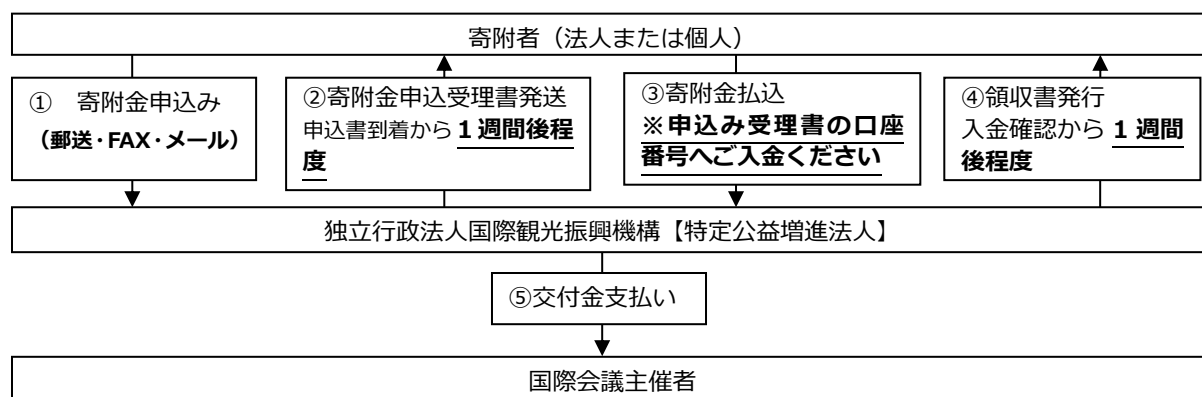 寄附者（法人または個人）
①　寄附金申込み
（郵送・FAX・メール）
②寄附金申込受理書発送
申込書到着から 1 週間後程
度
③寄附金払込
※申込み受理書の口座
番号へご入金ください
④領収書発行
入金確認から 1 週間
後程度
独立行政法人国際観光振興機構【特定公益増進法人】
⑤交付金支払い
国際会議主催者